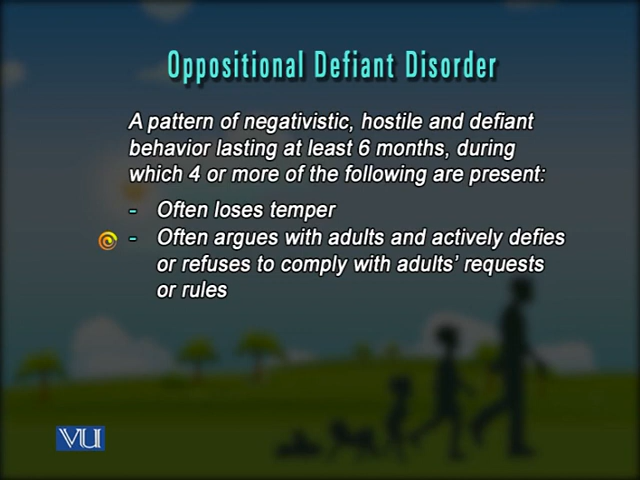 Oppositional Defiant Disorder
A pattern of negativistic, hostile and defiant
behavior lasting at least 6 months, during
which 4 or more of the following are present:
- Often loses temper
- Often argues with adults and actively defies
or refuses to comply with adults' requests
or rules
VU